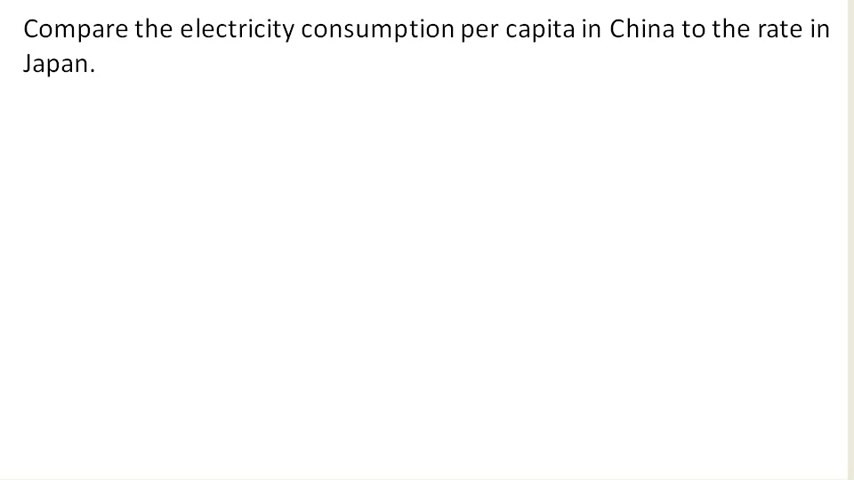 Compare the electricity consumption per capita in China to the rate in
Japan.